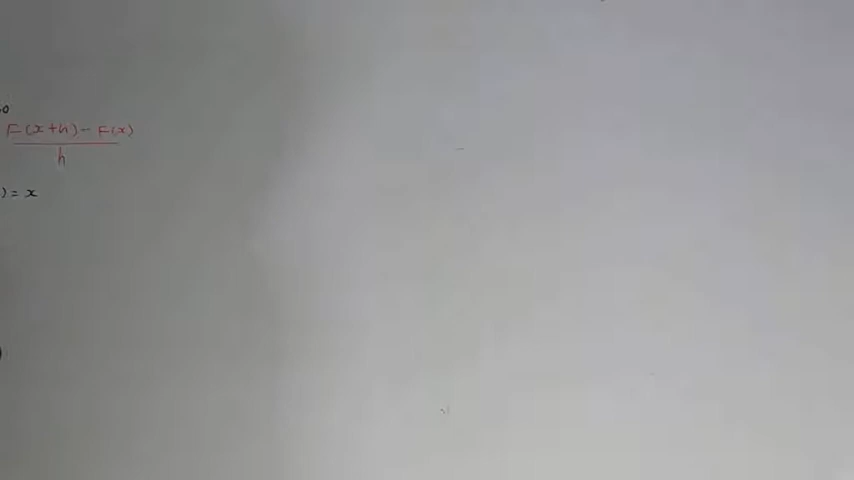 F(x+h) - F(x)
h
) = x